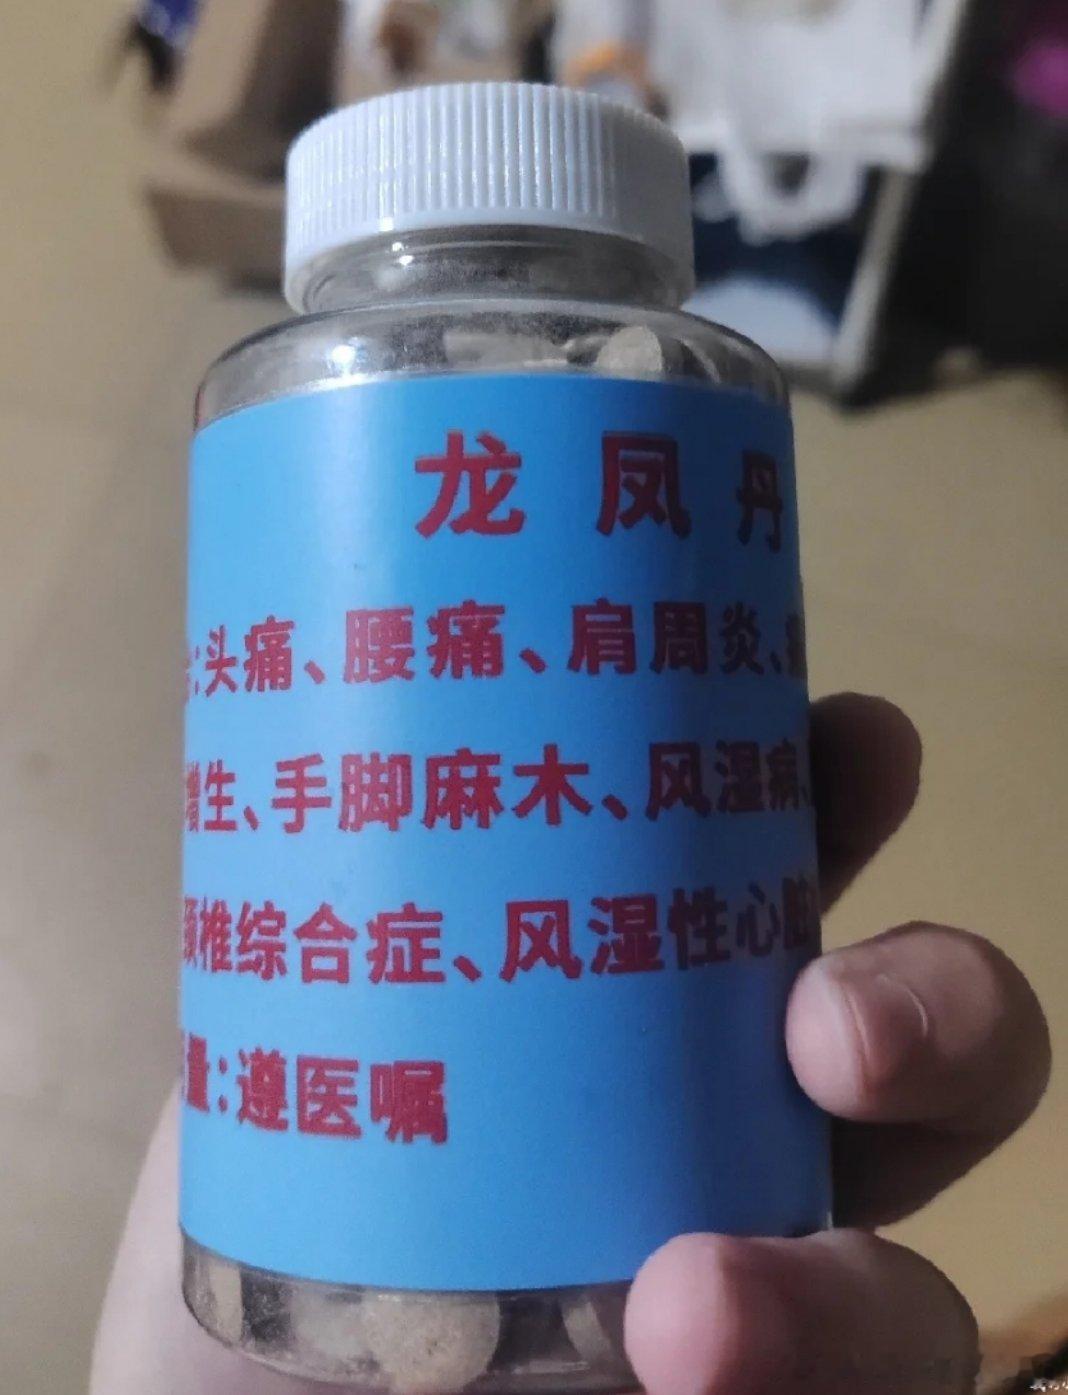 龙凤丹
:头痛、腰痛、肩周炎、
增生、手脚麻木、风湿病、
颈椎综合症、风湿性心脏
量:遵医嘱